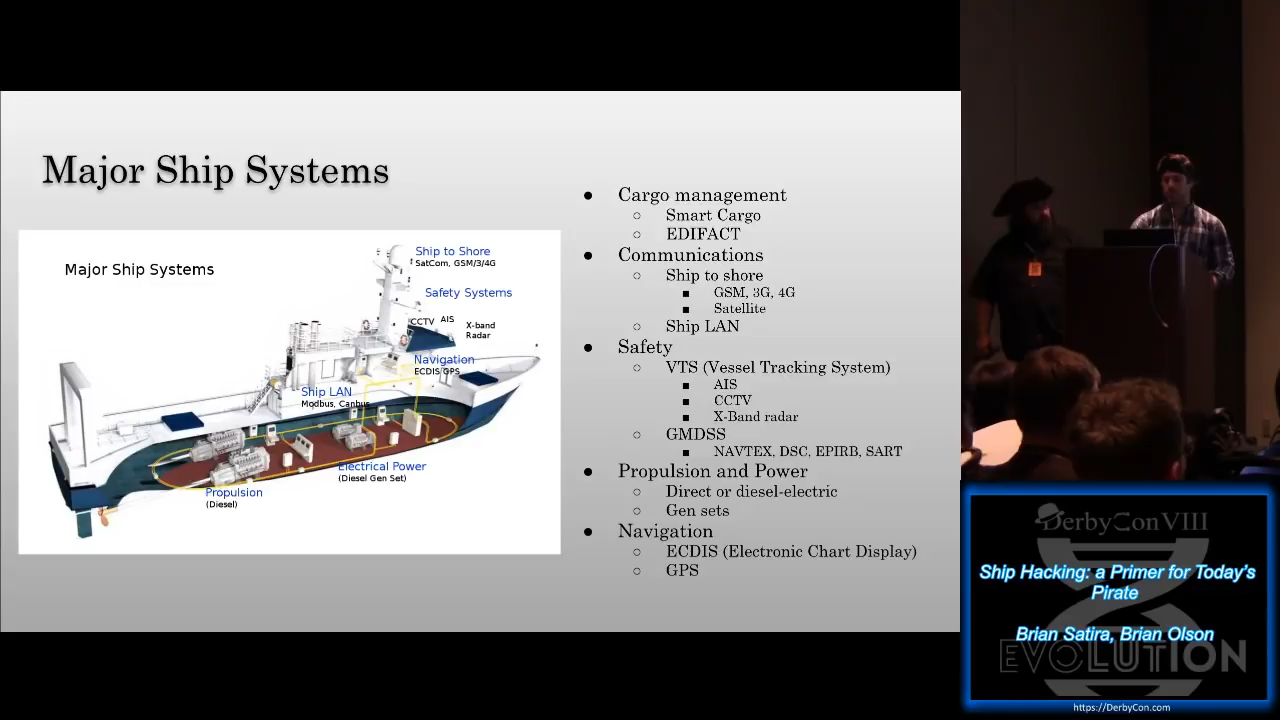 Major Ship Systems
Major Ship Systems
Ship to Shore
SatCom, GSM/3/4G
Safety Systems
CCTV
AIS
X-band
Radar
Navigation
ECDIS GPS
Ship LAN
Modbus, Canbus
Electrical Power
(Diesel Gen Set)
Propulsion
(Diesel)
● Cargo management
○ Smart Cargo
○ EDIFACT
● Communications
○ Ship to shore
■ GSM, 3G, 4G
■ Satellite
○ Ship LAN
● Safety
○ VTS (Vessel Tracking System)
■ AIS
■ CCTV
■ X-Band radar
○ GMDSS
■ NAVTEX, DSC, EPIRB, SART
● Propulsion and Power
○ Direct or diesel-electric
○ Gen sets
● Navigation
○ ECDIS (Electronic Chart Display)
○ GPS
DerbyCon VIII
Ship Hacking: a Primer for Today's
Pirate
Brian Satira, Brian Olson
EVOLUTION
https://DerbyCon.com